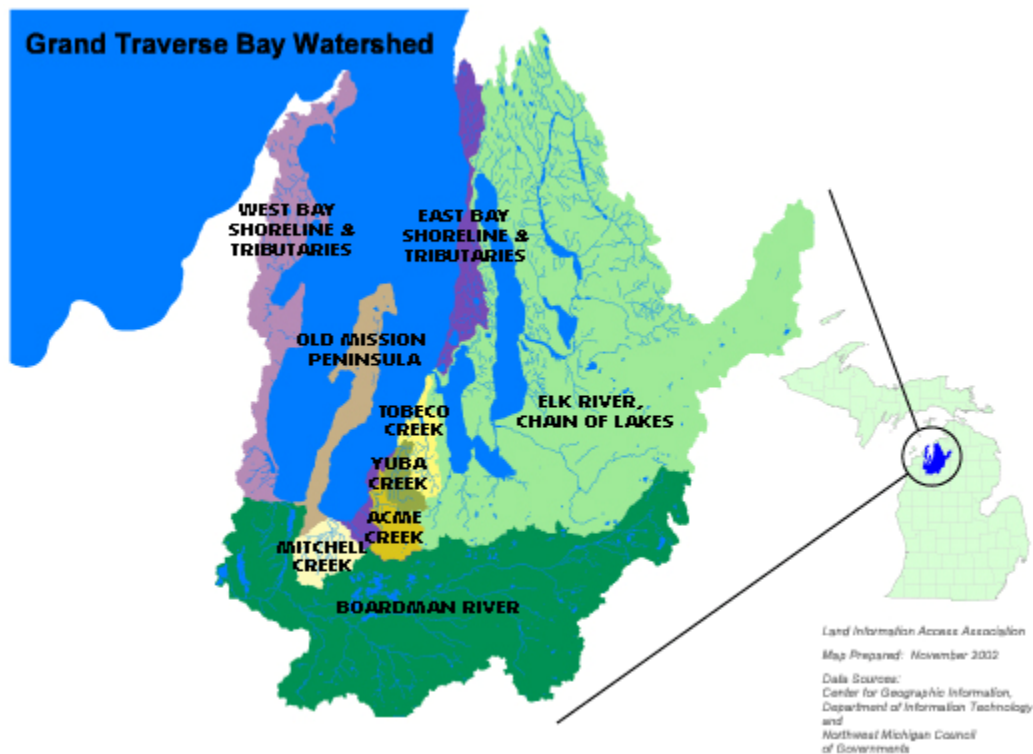 Grand Traverse Bay Watershed
WEST BAY
SHORELINE &
TRIBUTARIES
EAST BAY
SHORELINE &
TRIBUTARIES
OLD MISSION
PENINSULA
TOBECO
CREEK
ELK RIVER,
CHAIN OF LAKES
YUBA
CREEK
ACME
CREEK
MITCHELL
CREEK
BOARDMAN RIVER
Land Information Access Association
Map Prepared: November 2002
Data Sources:
Center for Geographic Information,
Department of Information Technology
and
Northwest Michigan Council
of Governments